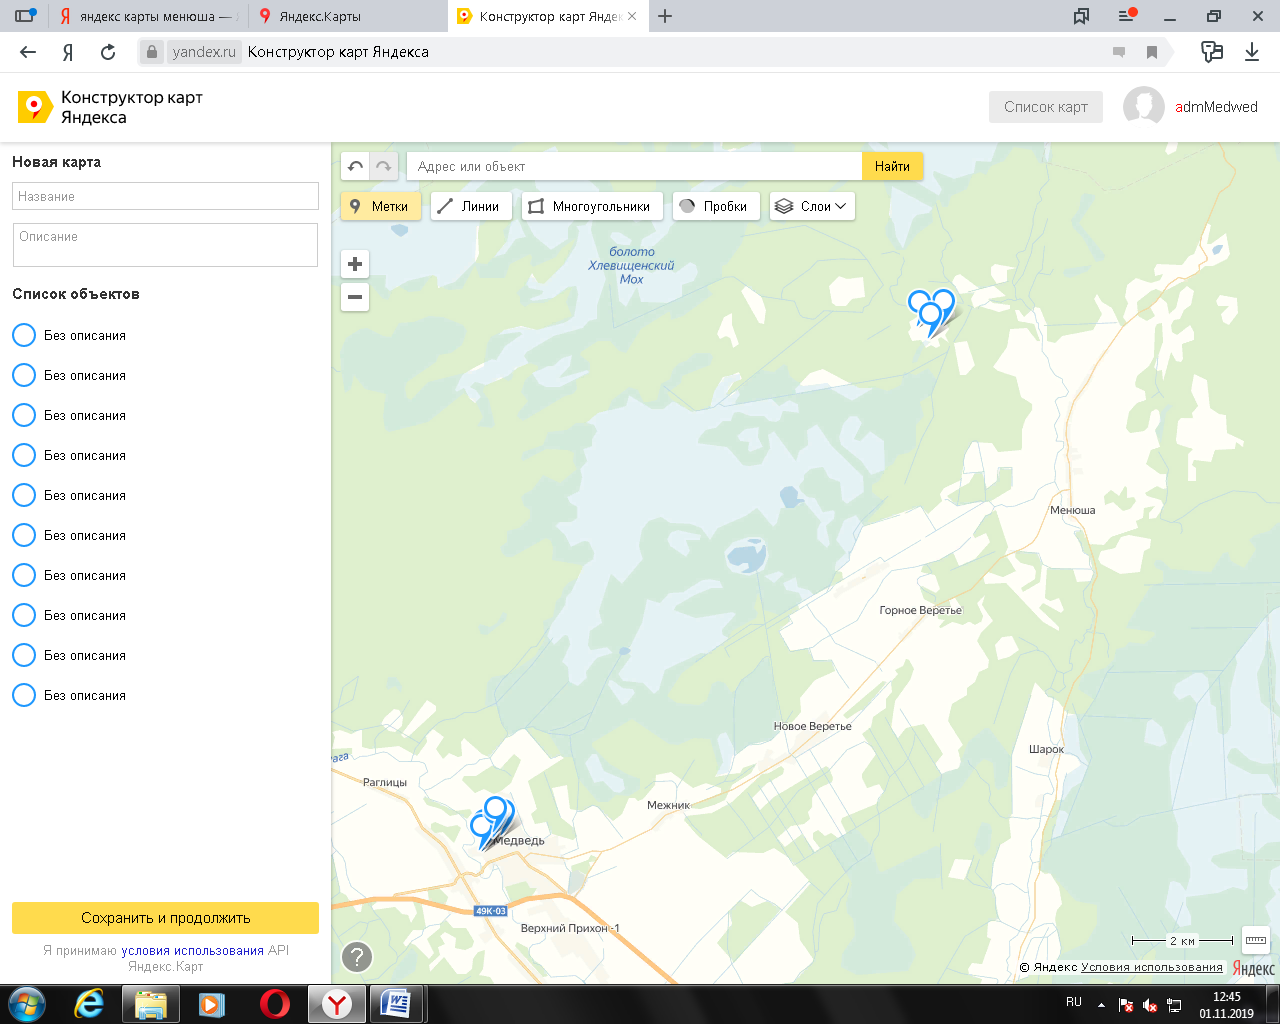 яндекс карты менюша —
Яндекс.Карты
Конструктор карт Яндек
yandex.ru Конструктор карт Яндекса
Конструктор карт
Яндекса
Список карт
admMedwed
Новая карта
Название
Описание
Список объектов
Без описания
Без описания
Без описания
Без описания
Без описания
Без описания
Без описания
Без описания
Без описания
Без описания
Сохранить и продолжить
Я принимаю условия использования API
Яндекс.Карт
Адрес или объект
Найти
Метки
Линии
Многоугольники
Пробки
Слои
болото
Хлевищенский
Мох
Менюша
Горное Веретье
Новое Веретье
Шарок
Раглицы
Межник
Медведь
49К-03
Верхний Прихон-1
2 км
© Яндекс Условия использования
Яндекс
RU
12:45
01.11.2019